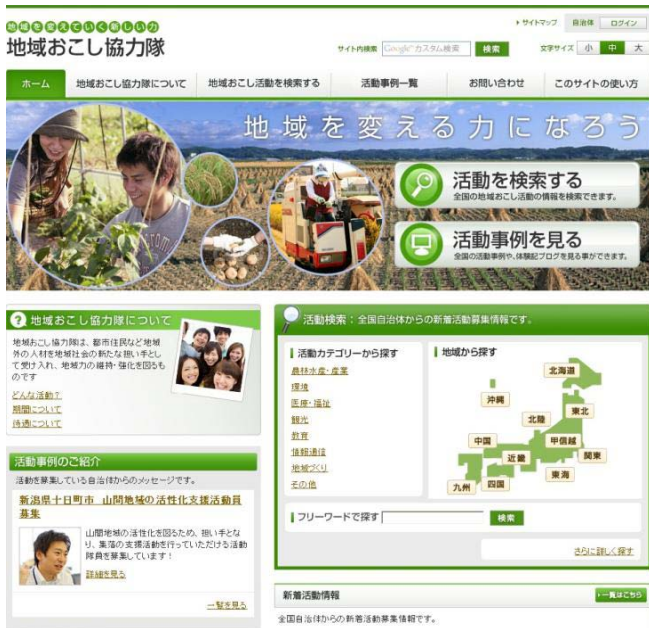 地域を変えていく新しい力
地域おこし協力隊
サイトマップ 自治体 ログイン
サイト内検索 Google カスタム検索 検索 文字サイズ 小 中 大
ホーム 地域おこし協力隊について 地域おこし活動を検索する 活動事例一覧 お問い合わせ このサイトの使い方
地域を変える力になろう
活動を検索する
全国の地域おこし活動の情報を検索できます。
活動事例を見る
全国の活動事例や、体験記ブログを見る事ができます。
地域おこし協力隊について
地域おこし協力隊は、都市住民など地域
外の人材を地域社会の新たな担い手とし
て受け入れ、地域力の維持・強化を図るも
のです
どんな活動？
期間について
待遇について
活動事例のご紹介
活動を募集している自治体からのメッセージです。
新潟県十日町市 山間地域の活性化支援活動員
募集
山間地域の活性化を図るため、担い手とな
り、集落の支援活動を行っていただける活動
隊員を募集しています！
詳細を見る
一覧を見る
活動検索：全国自治体からの新着活動募集情報です。
活動カテゴリーから探す
農林水産・産業
環境
医療・福祉
観光
教育
情報通信
地域づくり
その他
地域から探す
北海道
沖縄
東北
北陸
中国
甲信越
近畿
関東
東海
九州
四国
フリーワードで探す 検索
さらに詳しく探す
新着活動情報 一覧はこちら
全国自治体からの新着活動募集情報です。